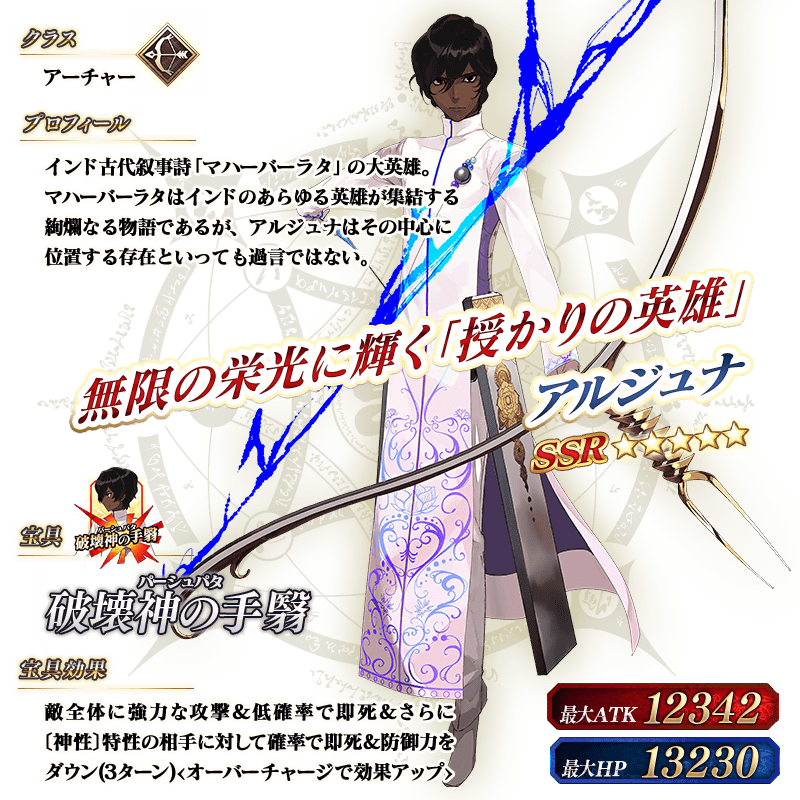 クラス
アーチャー
プロフィール
インド古代叙事詩「マハーバーラタ」の大英雄。
マハーバーラタはインドのあらゆる英雄が集結する
絢爛なる物語であるが、アルジュナはその中心に
位置する存在といっても過言ではない。
無限の栄光に輝く「授かりの英雄」
アルジュナ
SSR ☆☆☆☆☆
宝具
パーシュパタ
破壊神の手翳
パーシュパタ
破壊神の手翳
宝具効果
敵全体に強力な攻撃&低確率で即死&さらに
〔神性〕特性の相手に対して確率で即死&防御力を
ダウン(3ターン)<オーバーチャージで効果アップ>
最大ATK 12342
最大HP 13230